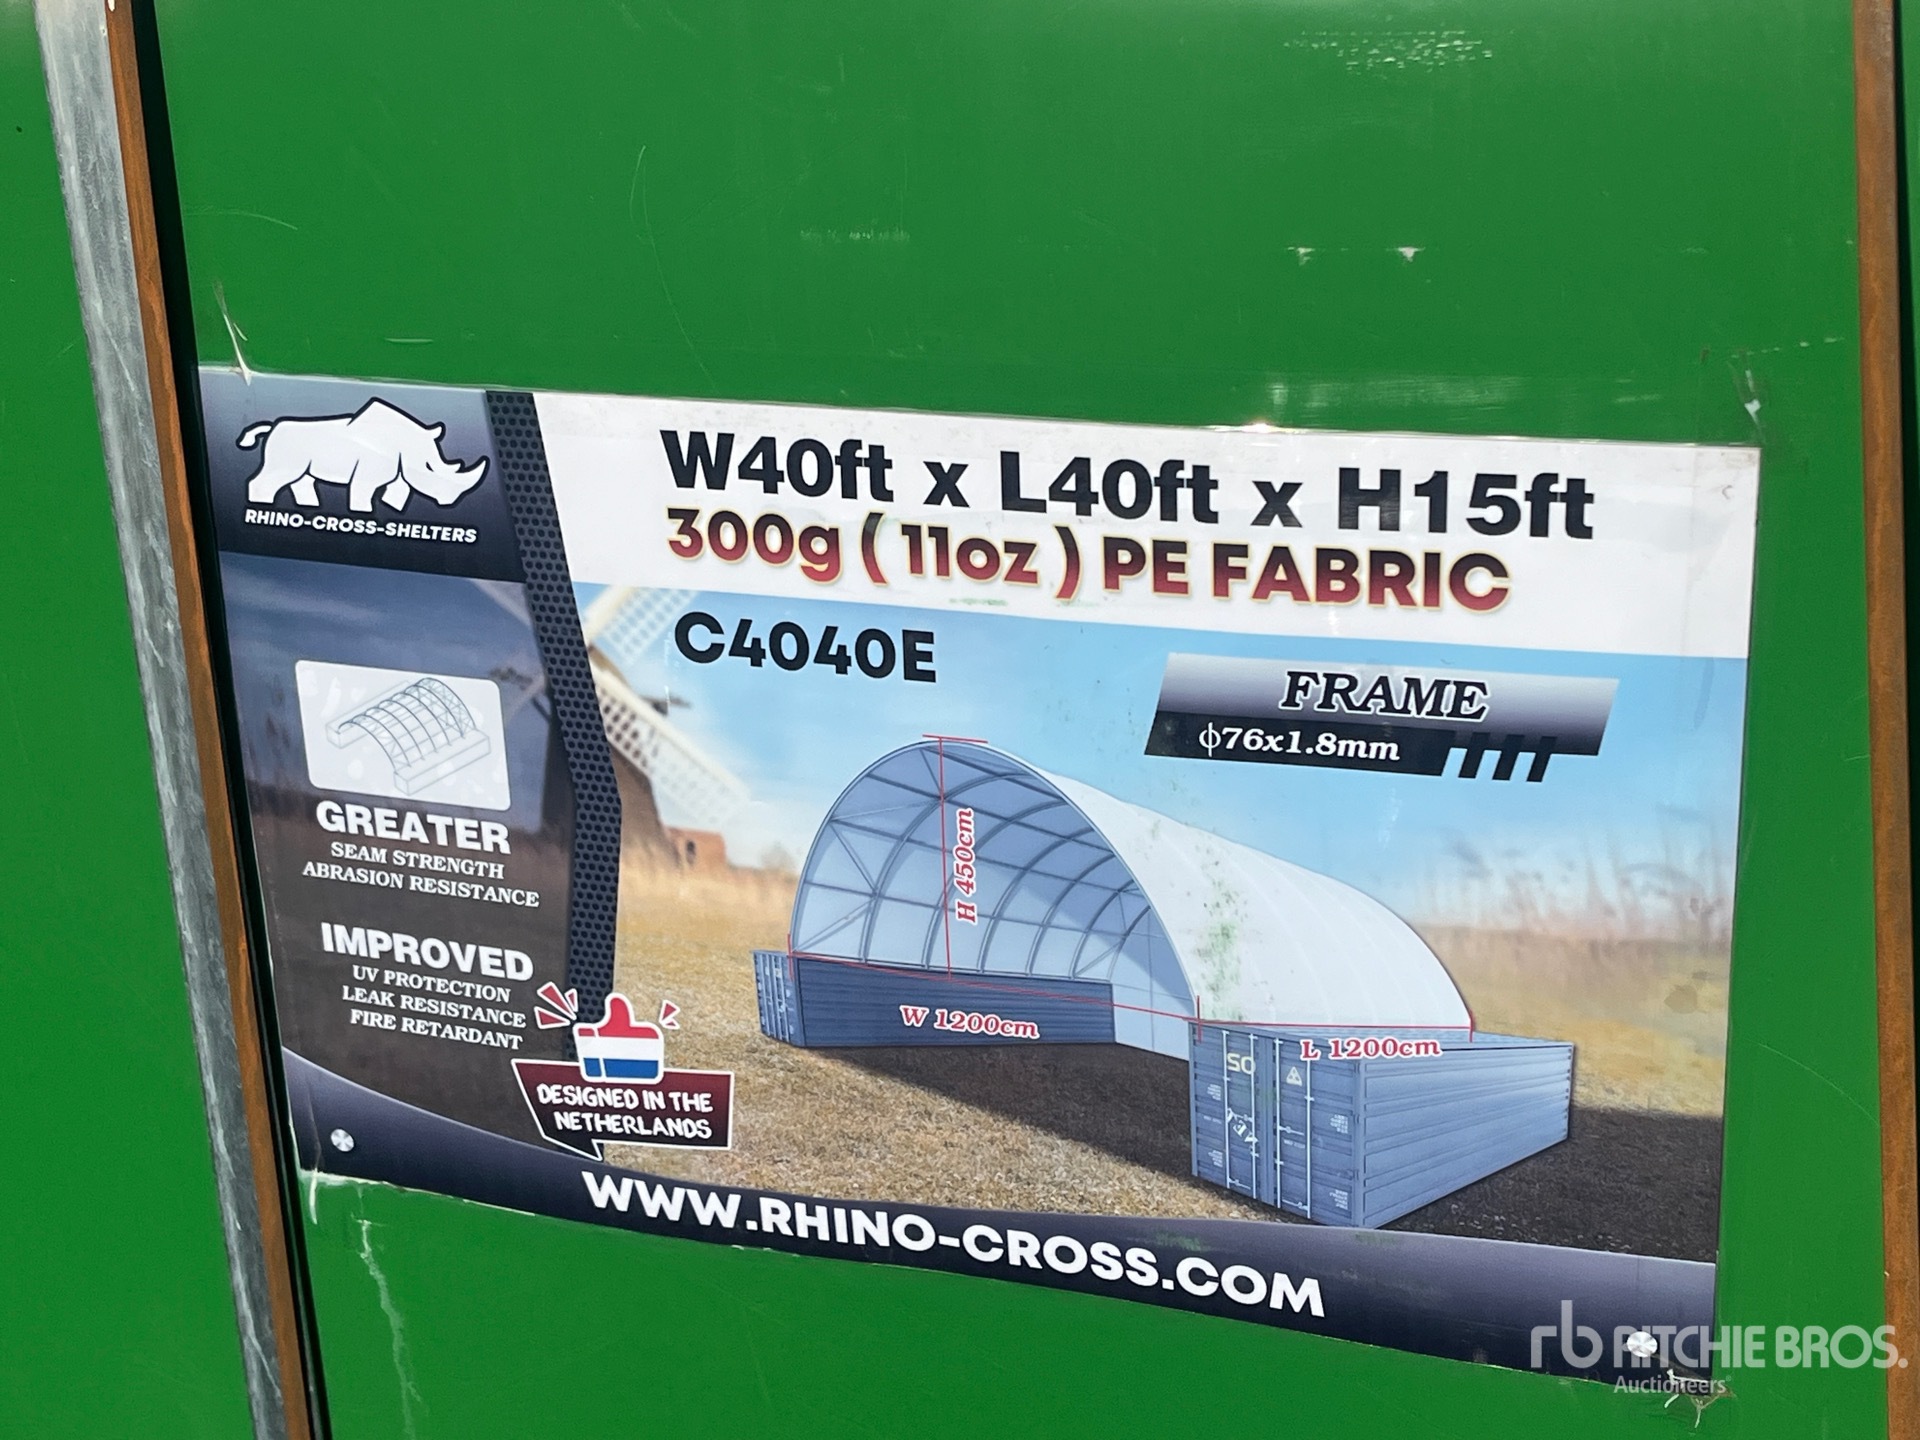 W40ft x L40ft x H15ft
300g ( 11oz ) PE FABRIC
RHINO-CROSS-SHELTERS
C4040E
FRAME
ϕ76x1.8mm
GREATER
SEAM STRENGTH
ABRASION RESISTANCE
IMPROVED
UV PROTECTION
LEAK RESISTANCE
FIRE RETARDANT
H 450cm
W 1200cm
L 1200cm
SO
DESIGNED IN THE
NETHERLANDS
WWW.RHINO-CROSS.COM
rb RITCHIE BROS.
Auctioneers